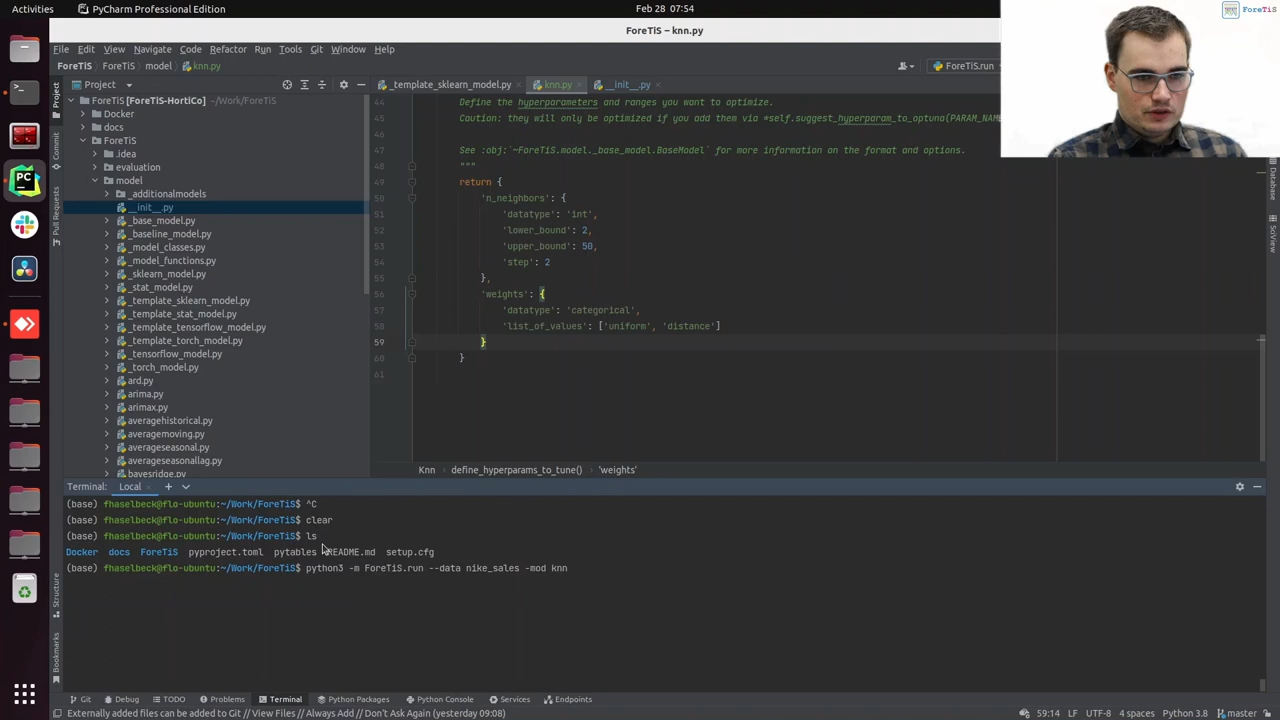 Activities
PyCharm Professional Edition
Feb 28 07:54
ForeTiS
ForeTiS – knn.py
File Edit View Navigate Code Refactor Run Tools Git Window Help
ForeTiS ForeTiS model knn.py
ForeTiS.run
Project
_template_sklearn_model.py
knn.py
__init__.py
Project
Commit
Pull Requests
Structure
Bookmarks
Database
SciView
ForeTiS [ForeTiS-HortiCo] ~/Work/ForeTiS
Docker
docs
ForeTiS
.idea
evaluation
model
_additionalmodels
__init__.py
_base_model.py
_baseline_model.py
_model_classes.py
_model_functions.py
_sklearn_model.py
_stat_model.py
_template_sklearn_model.py
_template_stat_model.py
_template_tensorflow_model.py
_template_torch_model.py
_tensorflow_model.py
_torch_model.py
ard.py
arima.py
arimax.py
averagehistorical.py
averagemoving.py
averageseasonal.py
averageseasonallag.py
bayesridge.py
44 Define the hyperparameters and ranges you want to optimize.
45 Caution: they will only be optimized if you add them via *self.suggest_hyperparam_to_optuna(PARAM_NAM
46
47 See :obj:`~ForeTiS.model._base_model.BaseModel` for more information on the format and options.
48 """
49 return {
50 'n_neighbors': {
51 'datatype': 'int',
52 'lower_bound': 2,
53 'upper_bound': 50,
54 'step': 2
55 },
56 'weights': {
57 'datatype': 'categorical',
58 'list_of_values': ['uniform', 'distance']
59 }
60 }
61
Knn define_hyperparams_to_tune() 'weights'
Terminal: Local
(base) fhaselbeck@flo-ubuntu:~/Work/ForeTiS$ ^C
(base) fhaselbeck@flo-ubuntu:~/Work/ForeTiS$ clear
(base) fhaselbeck@flo-ubuntu:~/Work/ForeTiS$ ls
Docker docs ForeTiS pyproject.toml pytables README.md setup.cfg
(base) fhaselbeck@flo-ubuntu:~/Work/ForeTiS$ python3 -m ForeTiS.run --data nike_sales -mod knn
Git Debug TODO Problems Terminal Python Packages Python Console Services Endpoints
Externally added files can be added to Git // View Files // Always Add // Don't Ask Again (yesterday 09:08)
59:14 LF UTF-8 4 spaces Python 3.8 master